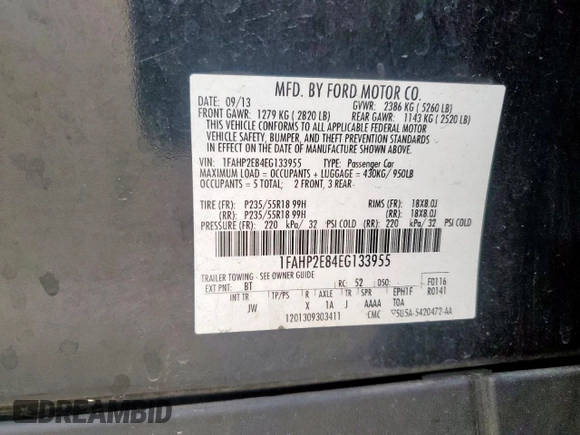 MFD. BY FORD MOTOR CO.
DATE: 09/13 GVWR: 2386 KG ( 5260 LB)
FRONT GAWR: 1279 KG ( 2820 LB) REAR GAWR: 1143 KG ( 2520 LB)
THIS VEHICLE CONFORMS TO ALL APPLICABLE FEDERAL MOTOR
VEHICLE SAFETY, BUMPER, AND THEFT PREVENTION STANDARDS
IN EFFECT ON THE DATE OF MANUFACTURE SHOWN ABOVE.
VIN: 1FAHP2E84EG133955 TYPE: Passenger Car
MAXIMUM LOAD = OCCUPANTS + LUGGAGE = 430KG/ 950LB
OCCUPANTS = 5 TOTAL; 2 FRONT, 3 REAR
TIRE (FR): P235/55R18 99H RIMS (FR): 18X8.0J
(RR): P235/55R18 99H (RR): 18X8.0J
PRESSURE (FR): 220 kPa/ 32 PSI COLD (RR): 220 kPa/ 32 PSI COLD
1FAHP2E84EG133955
TRAILER TOWING - SEE OWNER GUIDE
EXT PNT: BT RC: 52 DSO: F0116
INT TR TP/PS R AXLE TR SPR EPH1F R0141
JW X 1A J AAAA TOA
1201309303411 CMC 5U5A-5420472-AA
DREAMBID